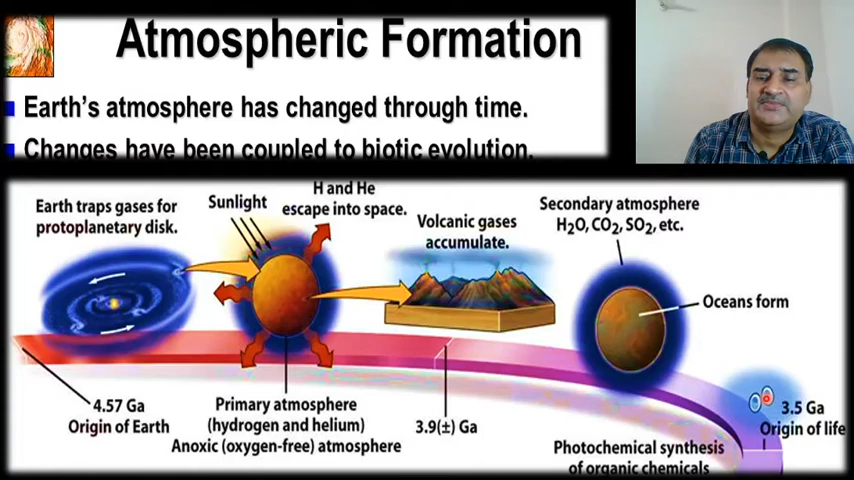 Atmospheric Formation
Earth's atmosphere has changed through time.
Changes have been coupled to biotic evolution.
Earth traps gases for
protoplanetary disk.
Sunlight
H and He
escape into space.
Volcanic gases
accumulate.
Secondary atmosphere
H₂O, CO₂, SO₂, etc.
Oceans form
4.57 Ga
Origin of Earth
Primary atmosphere
(hydrogen and helium)
Anoxic (oxygen-free) atmosphere
3.9(±) Ga
Photochemical synthesis
of organic chemicals
3.5 Ga
Origin of life